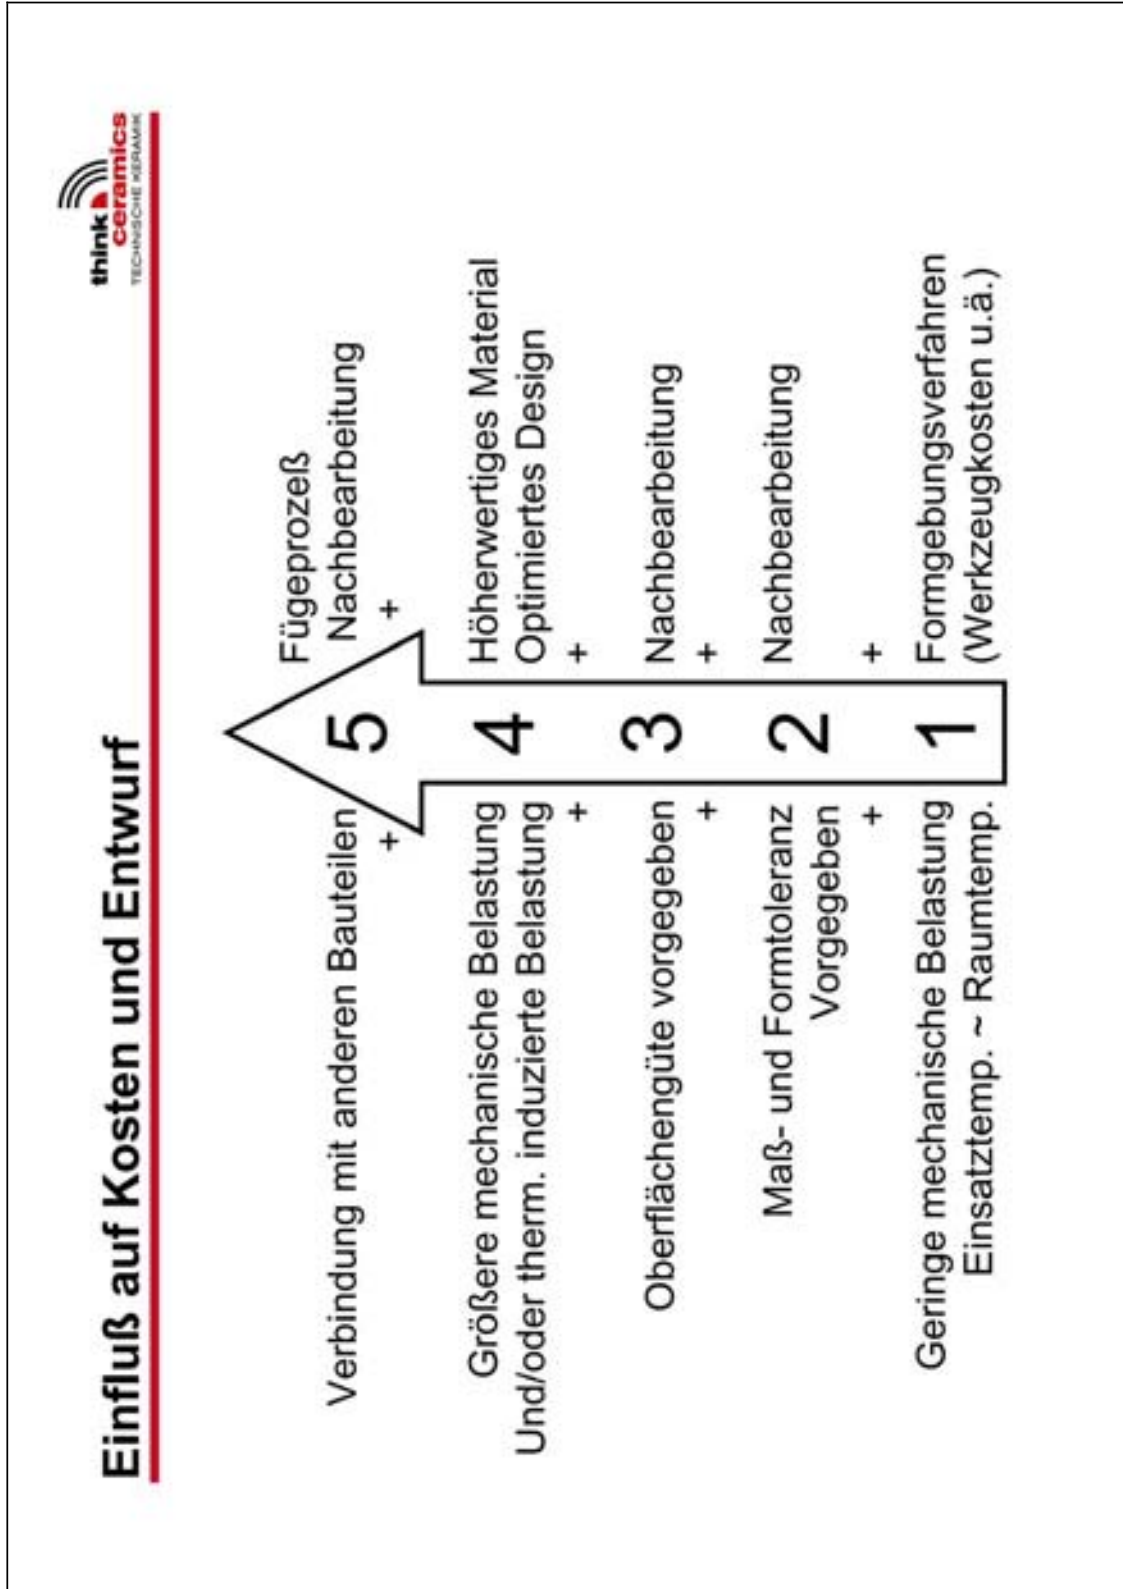 Einfluß auf Kosten und Entwurf
think
ceramics
TECHNISCHE KERAMIK
Verbindung mit anderen Bauteilen
+
5
Fügeprozeß
Nachbearbeitung
+
Größere mechanische Belastung
Und/oder therm. induzierte Belastung
+
4
Höherwertiges Material
Optimiertes Design
+
Oberflächengüte vorgegeben
+
3
Nachbearbeitung
+
Maß- und Formtoleranz
Vorgegeben
+
2
Nachbearbeitung
+
Geringe mechanische Belastung
Einsatztemp. ~ Raumtemp.
1
Formgebungsverfahren
(Werkzeugkosten u.ä.)